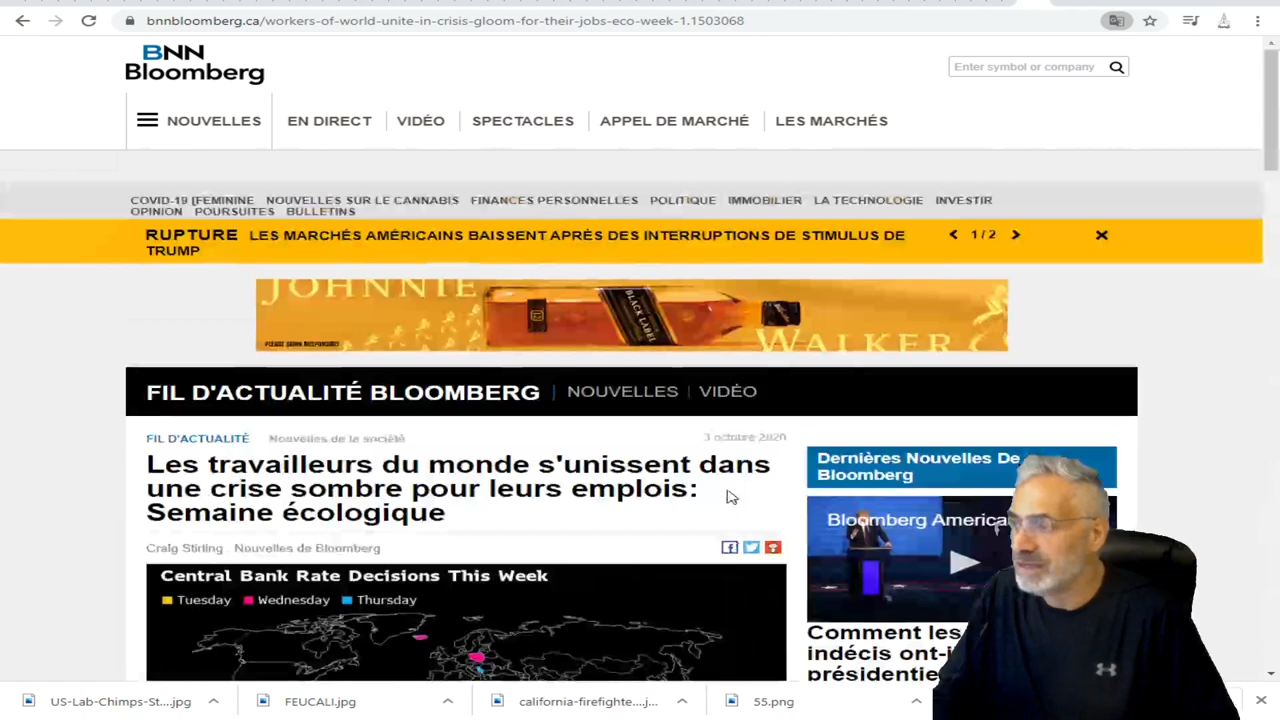 bnnbloomberg.ca/workers-of-world-unite-in-crisis-gloom-for-their-jobs-eco-week-1.1503068
BNN
Bloomberg
Enter symbol or company
NOUVELLES EN DIRECT VIDÉO SPECTACLES APPEL DE MARCHÉ LES MARCHÉS
COVID-19 [FÉMININE NOUVELLES SUR LE CANNABIS FINANCES PERSONNELLES POLITIQUE IMMOBILIER LA TECHNOLOGIE INVESTIR
OPINION POURSUITES BULLETINS
RUPTURE LES MARCHÉS AMÉRICAINS BAISSENT APRÈS DES INTERRUPTIONS DE STIMULUS DE
TRUMP
1/2
JOHNNIE
BLACK LABEL
WALKER
FIL D'ACTUALITÉ BLOOMBERG NOUVELLES VIDÉO
FIL D'ACTUALITÉ Nouvelles de la société
3 octobre 2020
Les travailleurs du monde s'unissent dans
une crise sombre pour leurs emplois:
Semaine écologique
Craig Stirling, Nouvelles de Bloomberg
Central Bank Rate Decisions This Week
Tuesday Wednesday Thursday
Dernières Nouvelles De
Bloomberg
Bloomberg America
Comment les
indécis ont-i
présidentie
US-Lab-Chimps-St....jpg
FEUCALI.jpg
california-firefighte....j...
55.png